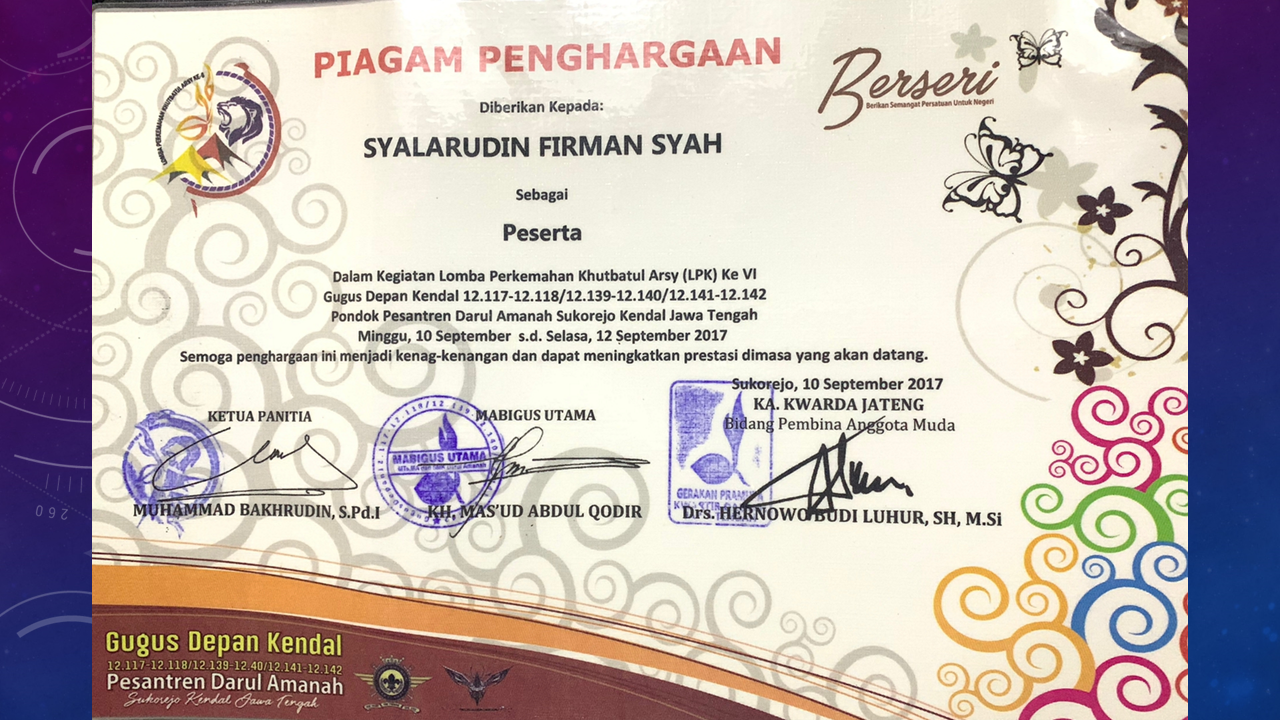 PIAGAM PENGHARGAAN
Diberikan Kepada:
SYALARUDIN FIRMAN SYAH
Sebagai
Peserta
Dalam Kegiatan Lomba Perkemahan Khutbatul Arsy (LPK) Ke VI
Gugus Depan Kendal 12.117-12.118/12.139-12.140/12.141-12.142
Pondok Pesantren Darul Amanah Sukorejo Kendal Jawa Tengah
Minggu, 10 September s.d. Selasa, 12 September 2017
Semoga penghargaan ini menjadi kenag-kenangan dan dapat meningkatkan prestasi dimasa yang akan datang.
LOMBA PERKEMAHAN KHUTBATUL ARSY KE-6
Berseri
Berikan Semangat Persatuan Untuk Negeri
Sukorejo, 10 September 2017
KA. KWARDA JATENG
Bidang Pembina Anggota Muda
KETUA PANITIA
MABIGUS UTAMA
MABIGUS UTAMA
GERAKAN PRAMUKA
MUHAMMAD BAKHRUDIN, S.Pd.I
KH, MAS'UD ABDUL QODIR
Drs. HERNOWO BUDI LUHUR, SH, M.Si
Gugus Depan Kendal
12.117-12.118/12.139-12.40/12.141-12.142
Pesantren Darul Amanah
Sukorejo Kendal Jawa Tengah
260